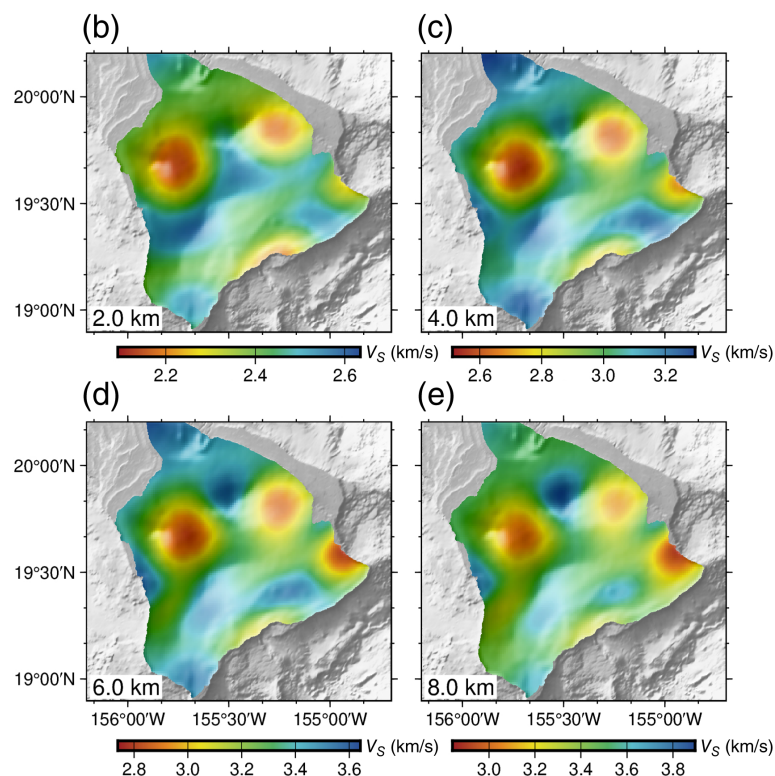 (b) (c)
20°00′N
19°30′N
19°00′N
2.0 km 4.0 km
V_S (km/s) V_S (km/s)
2.2 2.4 2.6 2.6 2.8 3.0 3.2
(d) (e)
20°00′N
19°30′N
19°00′N
6.0 km 8.0 km
156°00′W 155°30′W 155°00′W 156°00′W 155°30′W 155°00′W
V_S (km/s) V_S (km/s)
2.8 3.0 3.2 3.4 3.6 3.0 3.2 3.4 3.6 3.8